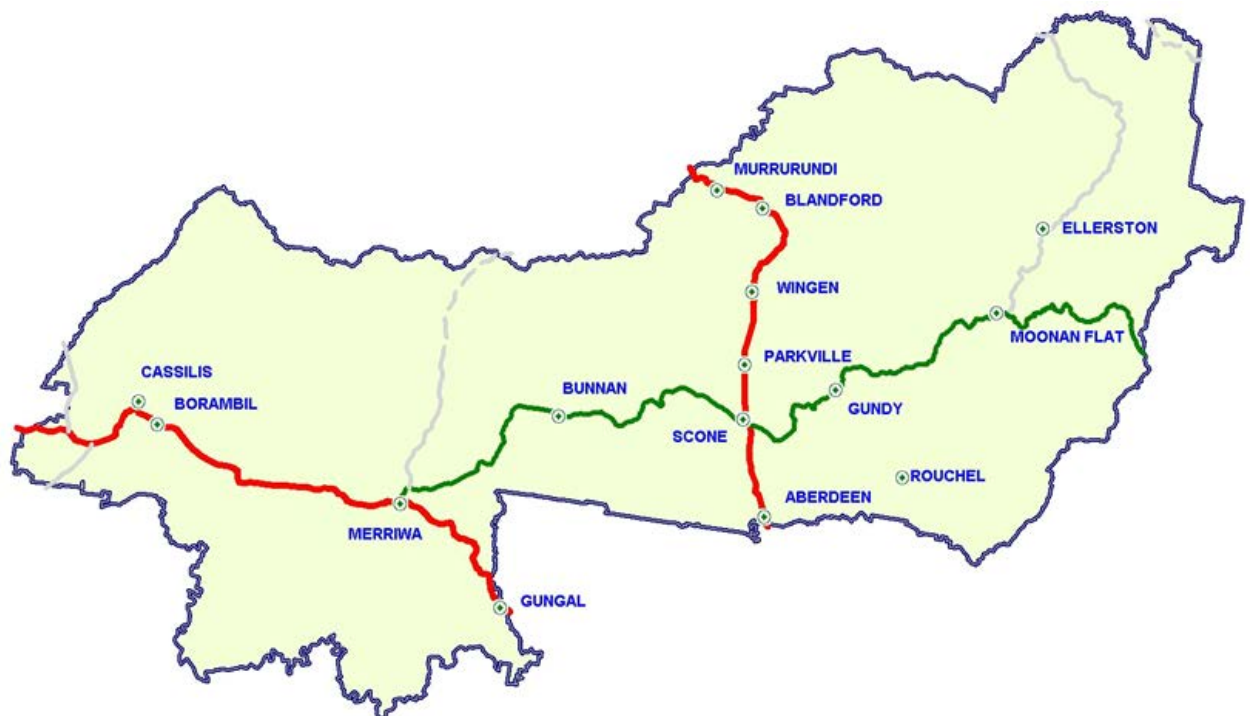 MURRURUNDI
BLANDFORD
ELLERSTON
WINGEN
MOONAN FLAT
PARKVILLE
CASSILIS
BUNNAN
GUNDY
BORAMBIL
SCONE
ROUCHEL
ABERDEEN
MERRIWA
GUNGAL